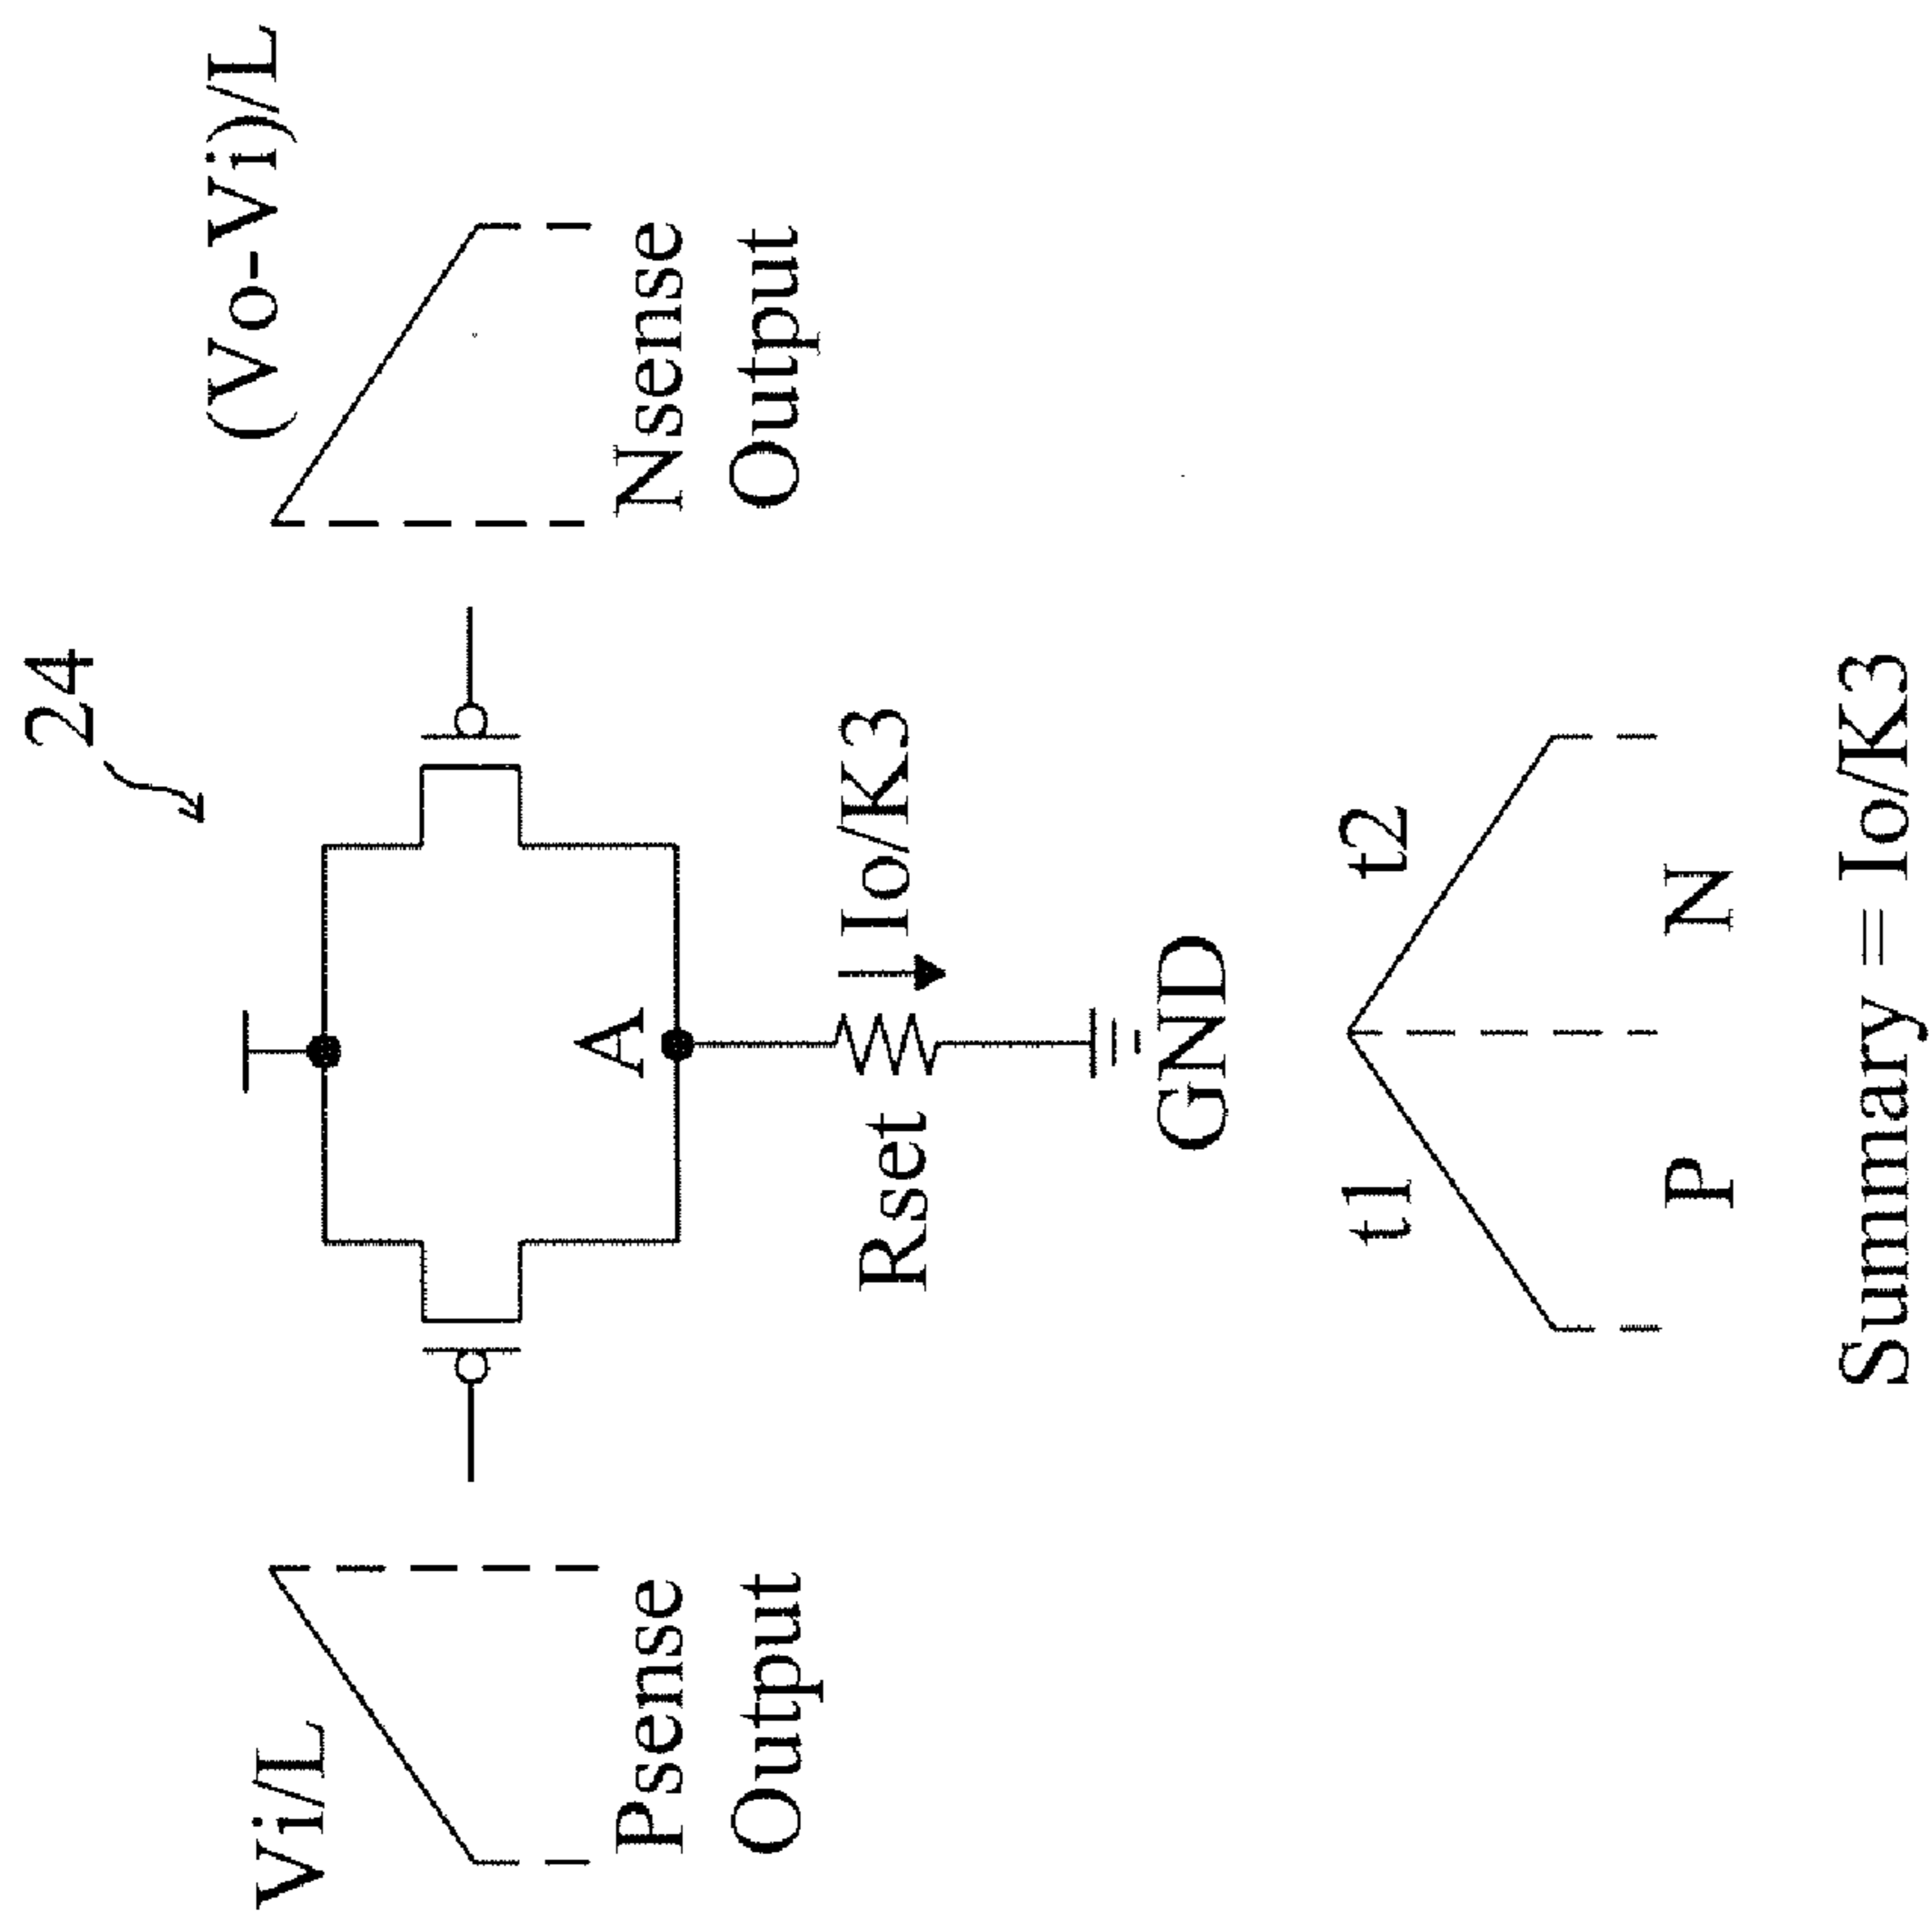 24
Vi/L
(Vo-Vi)/L
Psense
Output
A
Nsense
Output
Rset
Io/K3
GND
t1
t2
P
N
Summary = Io/K3